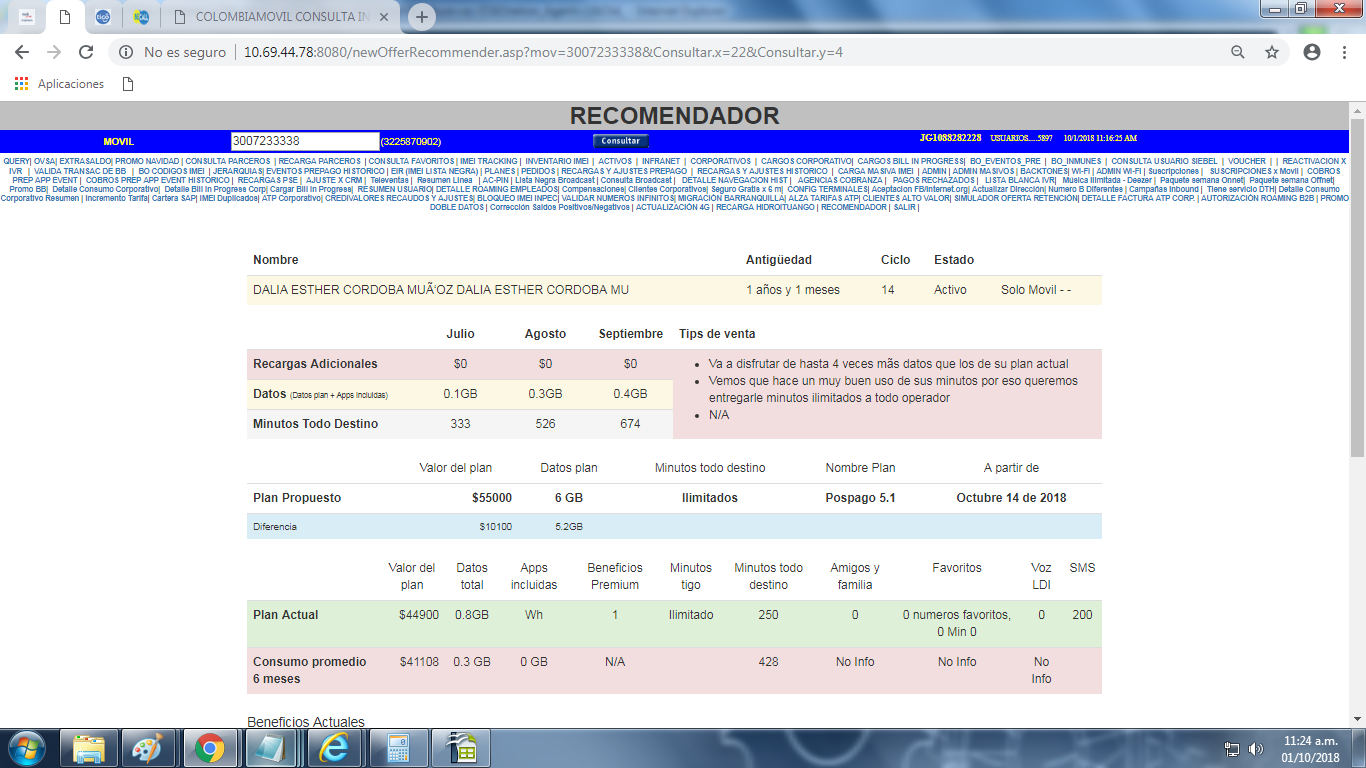 COLOMBIAMOVIL CONSULTA IN
No es seguro | 10.69.44.78:8080/newOfferRecommender.asp?mov=3007233338&Consultar.x=22&Consultar.y=4
Aplicaciones
RECOMENDADOR
MOVIL 3007233338 (3225870902) Consultar JG1088282228 USUARIOS.....5897 10/1/2018 11:16:25 AM
QUERY| OVSA| EXTRASALDO| PROMO NAVIDAD | CONSULTA PARCEROS | RECARGA PARCEROS | CONSULTA FAVORITOS | IMEI TRACKING | INVENTARIO IMEI | ACTIVOS | INFRANET | CORPORATIVOS | CARGOS CORPORATIVO| CARGOS BILL IN PROGRESS| BO_EVENTOS_PRE | BO_INMUNES | CONSULTA USUARIO SIEBEL | VOUCHER | | REACTIVACION X
IVR | VALIDA TRANSAC DE BB | BO CODIGOS IMEI | JERARQUIAS| EVENTOS PREPAGO HISTORICO | EIR (IMEI LISTA NEGRA) | PLANES | PEDIDOS | RECARGAS Y AJUSTES PREPAGO | RECARGAS Y AJUSTES HISTORICO | CARGA MASIVA IMEI | ADMIN | ADMIN MASIVOS | BACKTONES| WI-FI | ADMIN WI-FI | Suscripciones | SUSCRIPCIONES x Movil | COBROS
PREP APP EVENT | COBROS PREP APP EVENT HISTORICO | RECARGAS PSE | AJUSTE X CRM | Televentas | Resumen Linea | AC-PIN | Lista Negra Broadcast | Consulta Broadcast | DETALLE NAVEGACION HIST | AGENCIAS COBRANZA | PAGOS RECHAZADOS | LISTA BLANCA IVR| Música Ilimitada - Deezer | Paquete semana Onnet| Paquete semana Offnet|
Promo BB| Detalle Consumo Corporativo| Detalle Bill In Progress Corp| Cargar Bill In Progress| RESUMEN USUARIO| DETALLE ROAMING EMPLEADOS| Compensaciones| Clientes Corporativos| Seguro Gratis x 6 m| CONFIG TERMINALES| Aceptacion FB/Internet.org| Actualizar Dirección| Numero B Diferentes | Campañas Inbound | Tiene servicio DTH| Detalle Consumo
Corporativo Resumen | Incremento Tarifa| Cartera SAP| IMEI Duplicados| ATP Corporativo| CREDIVALORES RECAUDOS Y AJUSTES| BLOQUEO IMEI INPEC| VALIDAR NUMEROS INFINITOS| MIGRACIÓN BARRANQUILLA| ALZA TARIFAS ATP| CLIENTES ALTO VALOR| SIMULADOR OFERTA RETENCIÓN| DETALLE FACTURA ATP CORP. | AUTORIZACIÓN ROAMING B2B | PROMO
DOBLE DATOS | Corrección Saldos Positivos/Negativos | ACTUALIZACIÓN 4G | RECARGA HIDROITUANGO | RECOMENDADOR | SALIR |
Nombre Antigüedad Ciclo Estado
DALIA ESTHER CORDOBA MUÃ‘OZ DALIA ESTHER CORDOBA MU 1 años y 1 meses 14 Activo Solo Movil - -
Julio Agosto Septiembre Tips de venta
Recargas Adicionales $0 $0 $0
Datos (Datos plan + Apps incluidas) 0.1GB 0.3GB 0.4GB
Minutos Todo Destino 333 526 674
• Va a disfrutar de hasta 4 veces mãs datos que los de su plan actual
• Vemos que hace un muy buen uso de sus minutos por eso queremos
entregarle minutos ilimitados a todo operador
• N/A
Valor del plan Datos plan Minutos todo destino Nombre Plan A partir de
Plan Propuesto $55000 6 GB Ilimitados Pospago 5.1 Octubre 14 de 2018
Diferencia $10100 5.2GB
Valor del Datos Apps Beneficios Minutos Minutos todo Amigos y Favoritos Voz SMS
plan total incluidas Premium tigo destino familia LDI
Plan Actual $44900 0.8GB Wh 1 Ilimitado 250 0 0 numeros favoritos, 0 200
0 Min 0
Consumo promedio $41108 0.3 GB 0 GB N/A 428 No Info No Info No
6 meses Info
Beneficios Actuales
11:24 a.m.
01/10/2018